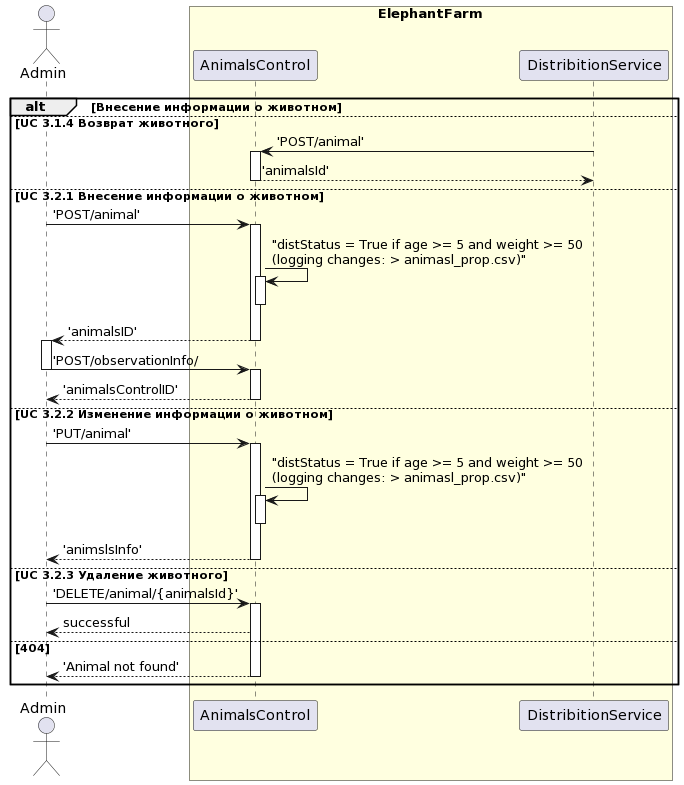 ElephantFarm
Admin
AnimalsControl
DistribitionService
alt
[Внесение информации о животном]
[UC 3.1.4 Возврат животного]
'POST/animal'
'animalsId'
[UC 3.2.1 Внесение информации о животном]
'POST/animal'
"distStatus = True if age >= 5 and weight >= 50
(logging changes: > animasl_prop.csv)"
'animalsID'
'POST/observationInfo/
'animalsControlID'
[UC 3.2.2 Изменение информации о животном]
'PUT/animal'
"distStatus = True if age >= 5 and weight >= 50
(logging changes: > animasl_prop.csv)"
'animslsInfo'
[UC 3.2.3 Удаление животного]
'DELETE/animal/{animalsId}'
successful
[404]
'Animal not found'
Admin
AnimalsControl
DistribitionService